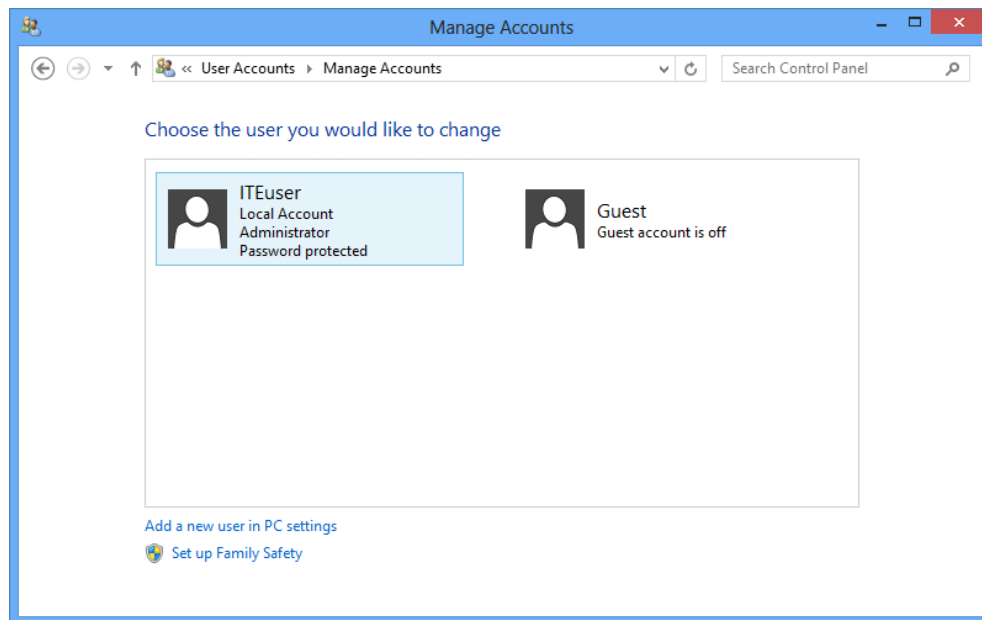 Manage Accounts
« User Accounts Manage Accounts
Search Control Panel
Choose the user you would like to change
ITEuser
Local Account
Administrator
Password protected
Guest
Guest account is off
Add a new user in PC settings
Set up Family Safety